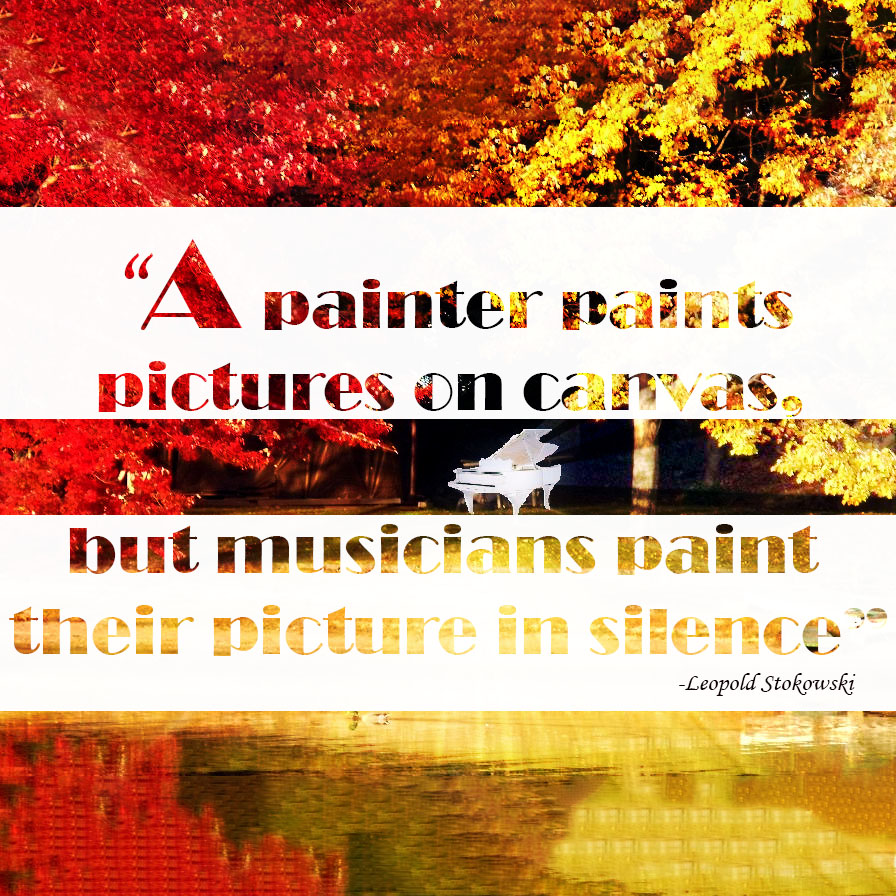 “A painter paints
pictures on canvas,
but musicians paint
their picture in silence”
-Leopold Stokowski